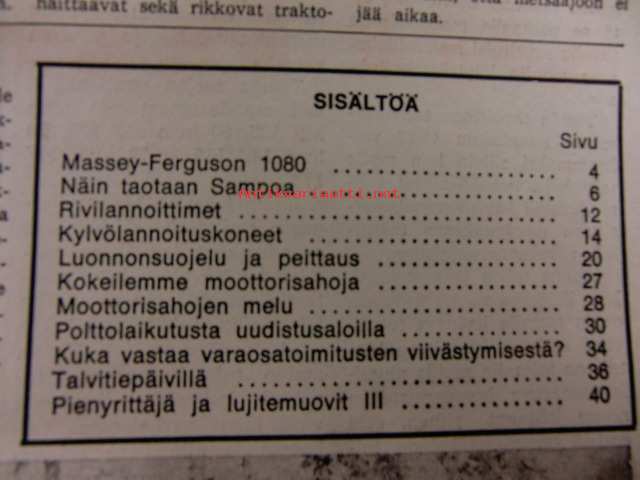 haittaavat sekä rikkovat trakto-
jää aikaa.
SISÄLTÖÄ
Sivu
Massey-Ferguson 1080 ........................ 4
Näin taotaan Sampoa ........................ 6
Antikvariaatti.net
Rivilannoittimet ........................ 12
Kylvölannoituskoneet ........................ 14
Luonnonsuojelu ja peittaus ........................ 20
Kokeilemme moottorisahoja ........................ 27
Moottorisahojen melu ........................ 28
Polttolaikutusta uudistusaloilla ................ 30
Kuka vastaa varaosatoimitusten viivästymisestä? 34
Talvitiepäivillä ........................ 36
Pienyrittäjä ja lujitemuovit III ................ 40